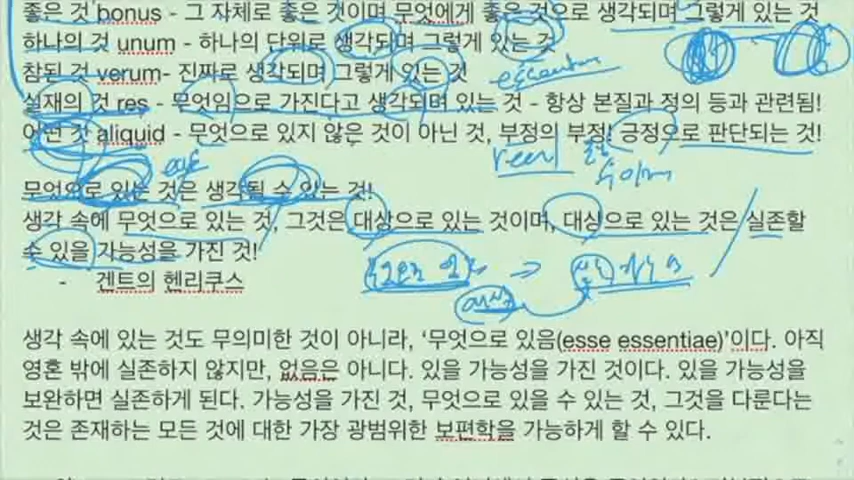 좋은 것 bonus - 그 자체로 좋은 것이며 무엇에게 좋은 것으로 생각되며 그렇게 있는 것
하나의 것 unum - 하나의 단위로 생각되며 그렇게 있는 것
참된 것 verum- 진짜로 생각되며 그렇게 있는 것
실재의 것 res - 무엇임으로 가진다고 생각되며 있는 것 - 항상 본질과 정의 등과 관련됨!
어떤 것 aliquid - 무엇으로 있지 않은 것이 아닌 것, 부정의 부정! 긍정으로 판단되는 것!
무엇으로 있는 것은 생각될 수 있는 것!
생각 속에 무엇으로 있는 것, 그것은 대상으로 있는 것이며, 대상으로 있는 것은 실존할
수 있을 가능성을 가진 것!
- 겐트의 헨리쿠스
생각 속에 있는 것도 무의미한 것이 아니라, ‘무엇으로 있음(esse essentiae)’이다. 아직
영혼 밖에 실존하지 않지만, 없음은 아니다. 있을 가능성을 가진 것이다. 있을 가능성을
보완하면 실존하게 된다. 가능성을 가진 것, 무엇으로 있을 수 있는 것, 그것을 다룬다는
것은 존재하는 모든 것에 대한 가장 광범위한 보편학을 가능하게 할 수 있다.